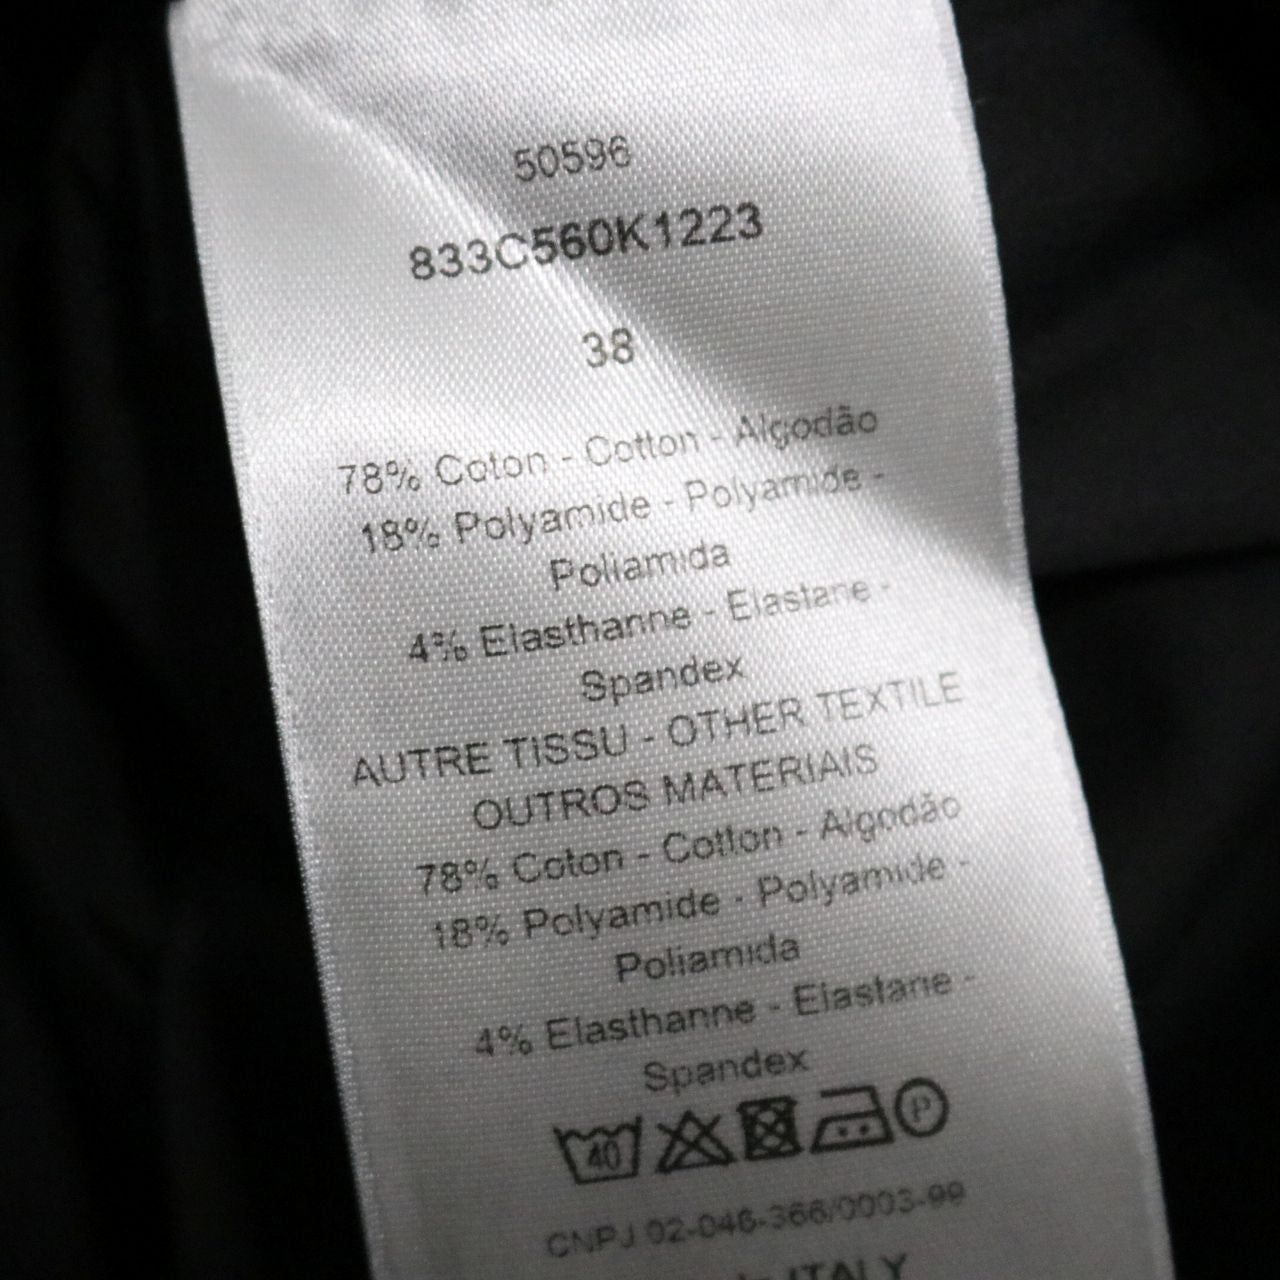 50596
833C560K1223
38
78% Coton - Cotton - Algodão
18% Polyamide - Polyamide -
Poliamida
4% Elasthanne - Elastane -
Spandex
AUTRE TISSU - OTHER TEXTILE
OUTROS MATERIAIS
78% Coton - Cotton - Algodão
18% Polyamide - Polyamide -
Poliamida
4% Elasthanne - Elastane -
Spandex
40 P
CNPJ 02-046-366/0003-99
ITALY